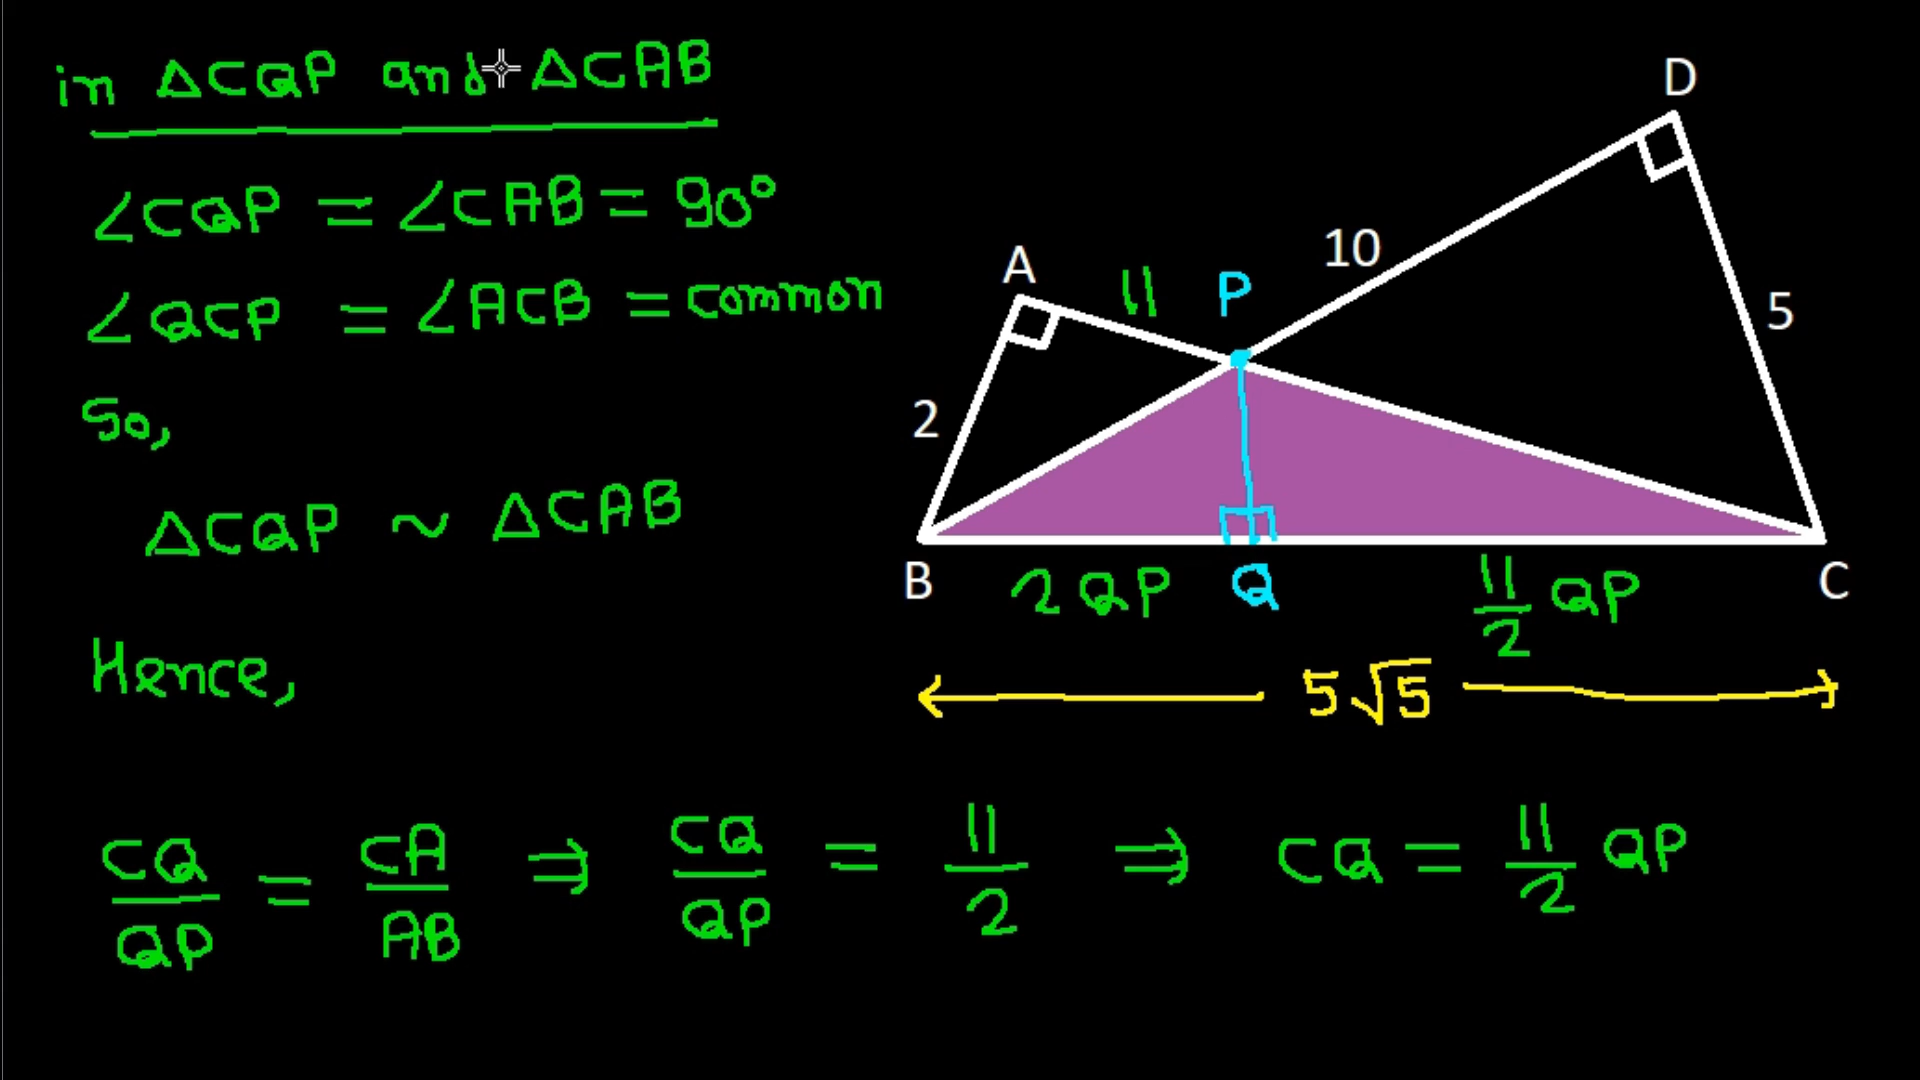 in ΔCQP and ΔCAB
∠CQP = ∠CAB = 90°
∠QCP = ∠ACB = common
So,
ΔCQP ~ ΔCAB
Hence,
CQ/QP = CA/AB ⇒ CQ/QP = 11/2 ⇒ CQ = 11/2 QP
D
10
A
11
P
5
2
B
2QP
Q
11/2 QP
C
5√5